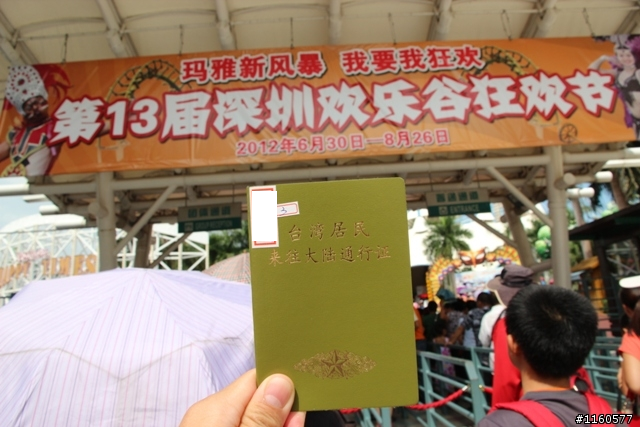 玛雅新风暴 我要我狂欢
第13届深圳欢乐谷狂欢节
2012年6月30日—8月26日
ENTRANCE
台湾居民
来往大陆通行证
#1160577